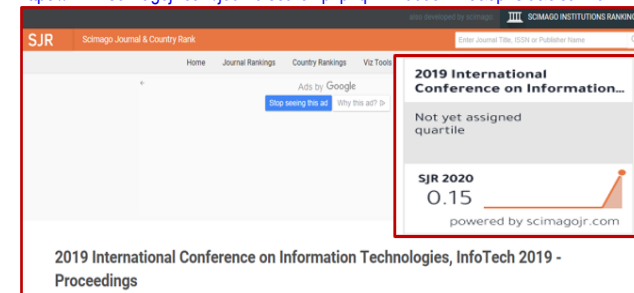 also developed by scimago:
SCIMAGO INSTITUTIONS RANKING
SJR
Scimago Journal & Country Rank
Enter Journal Title, ISSN or Publisher Name
Home
Journal Rankings
Country Rankings
Viz Tools
Ads by Google
Stop seeing this ad
Why this ad?
2019 International
Conference on Information...
Not yet assigned
quartile
SJR 2020
0.15
powered by scimagojr.com
2019 International Conference on Information Technologies, InfoTech 2019 -
Proceedings